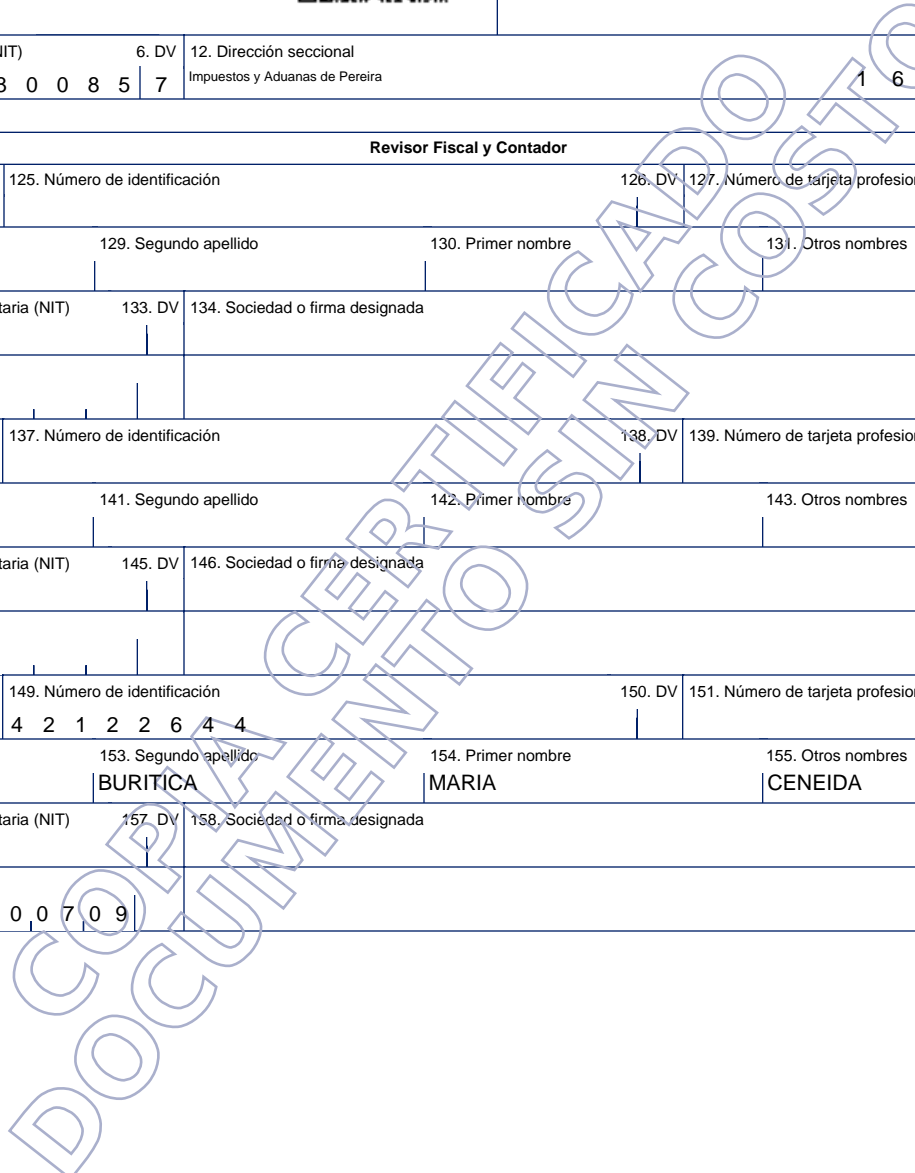 NIT) 6. DV 12. Dirección seccional
3 0 0 8 5 7 Impuestos y Aduanas de Pereira 1 6
Revisor Fiscal y Contador
125. Número de identificación 126. DV 127. Número de tarjeta profesion
129. Segundo apellido 130. Primer nombre 131. Otros nombres
taria (NIT) 133. DV 134. Sociedad o firma designada
137. Número de identificación 138. DV 139. Número de tarjeta profesion
141. Segundo apellido 142. Primer nombre 143. Otros nombres
taria (NIT) 145. DV 146. Sociedad o firma designada
149. Número de identificación 150. DV 151. Número de tarjeta profesion
4 2 1 2 2 6 4 4
153. Segundo apellido 154. Primer nombre 155. Otros nombres
BURITICA MARIA CENEIDA
taria (NIT) 157. DV 158. Sociedad o firma designada
0 0 7 0 9
COPIA CERTIFICADO
DOCUMENTO SIN COSTO